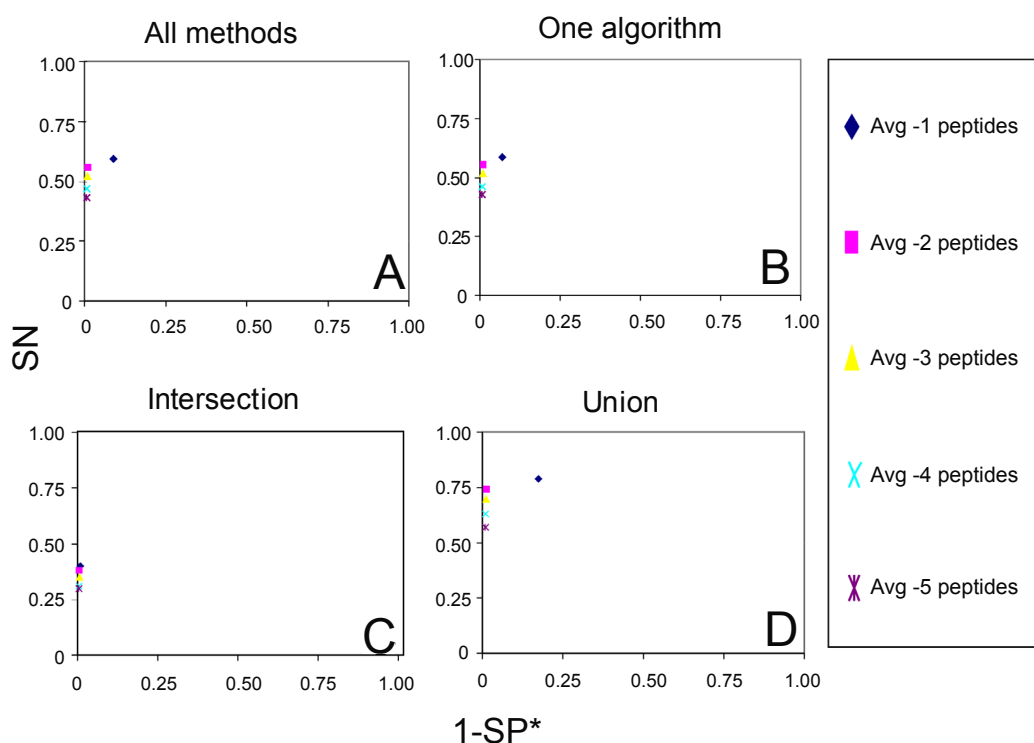 All methods
1.00
0.75
0.50
0.25
0
0
0.25
0.50
0.75
1.00
A
One algorithm
1.00
0.75
0.50
0.25
0
0
0.25
0.50
0.75
1.00
B
SN
Intersection
1.00
0.75
0.50
0.25
0
0
0.25
0.50
0.75
1.00
C
Union
1.00
0.75
0.50
0.25
0
0
0.25
0.50
0.75
1.00
D
1-SP*
Avg -1 peptides
Avg -2 peptides
Avg -3 peptides
Avg -4 peptides
Avg -5 peptides